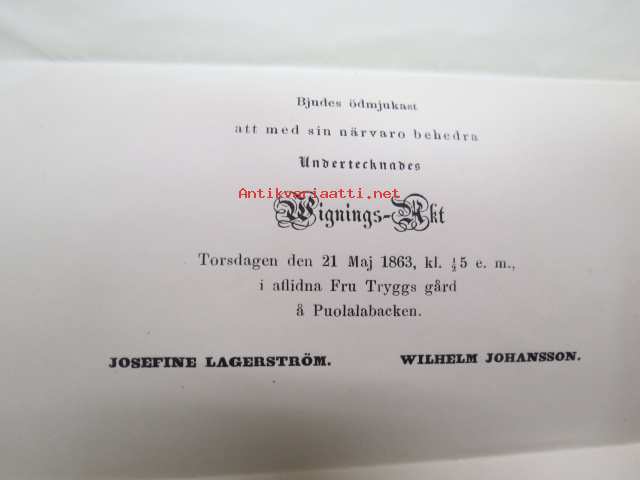 Bjudes ödmjukast
att med sin närvaro behedra
Undertecknades
Antikvariaatti.net
Wignings-Akt
Torsdagen den 21 Maj 1863, kl. ½5 e. m.,
i aflidna Fru Tryggs gård
å Puolalabacken.
JOSEFINE LAGERSTRÖM. WILHELM JOHANSSON.